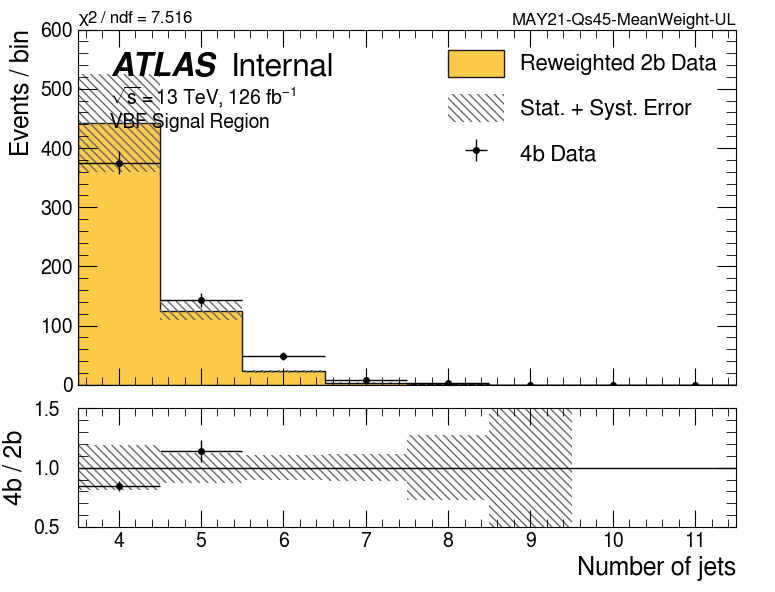 χ2 / ndf = 7.516
MAY21-Qs45-MeanWeight-UL
600
500
400
300
200
100
0
Events / bin
ATLAS Internal
√s = 13 TeV, 126 fb⁻¹
VBF Signal Region
Reweighted 2b Data
Stat. + Syst. Error
4b Data
1.5
1.0
0.5
4b / 2b
4 5 6 7 8 9 10 11
Number of jets